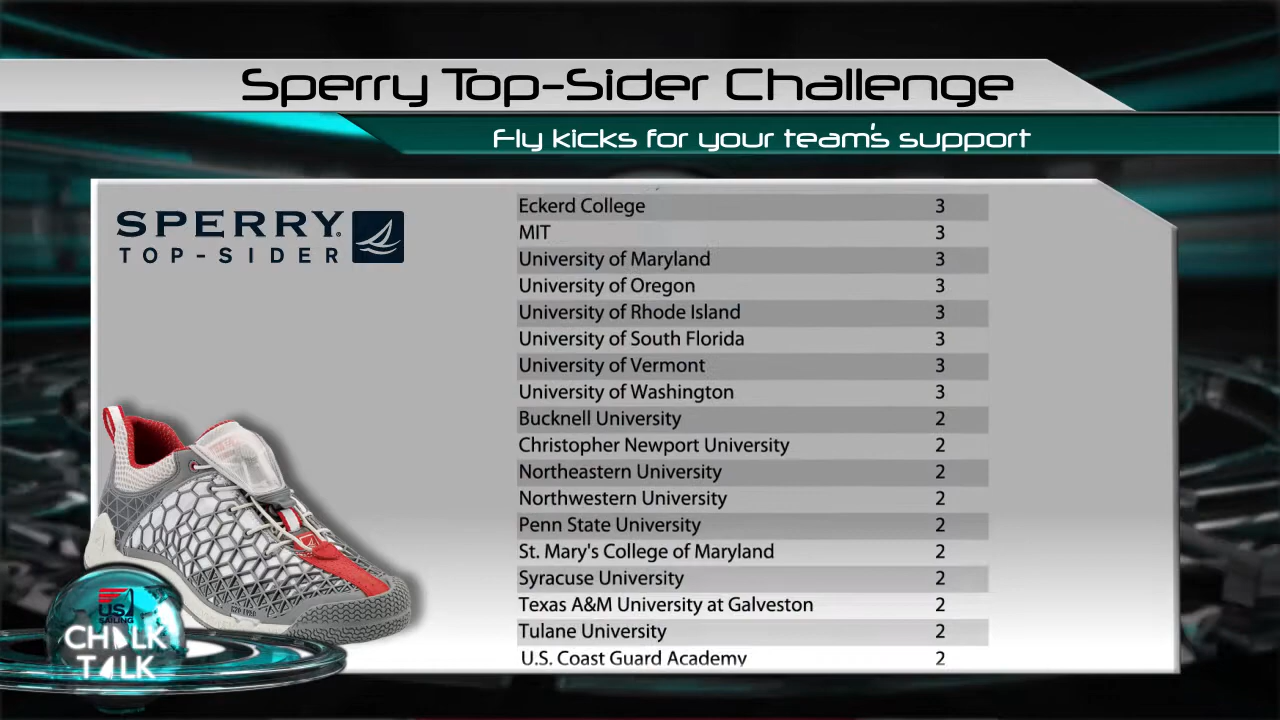 Sperry Top-Sider Challenge
Fly kicks for your team's support
SPERRY.
TOP-SIDER
Eckerd College 3
MIT 3
University of Maryland 3
University of Oregon 3
University of Rhode Island 3
University of South Florida 3
University of Vermont 3
University of Washington 3
Bucknell University 2
Christopher Newport University 2
Northeastern University 2
Northwestern University 2
Penn State University 2
St. Mary's College of Maryland 2
Syracuse University 2
Texas A&M University at Galveston 2
Tulane University 2
U.S. Coast Guard Academy 2
US
SAILING
CHALK
TALK